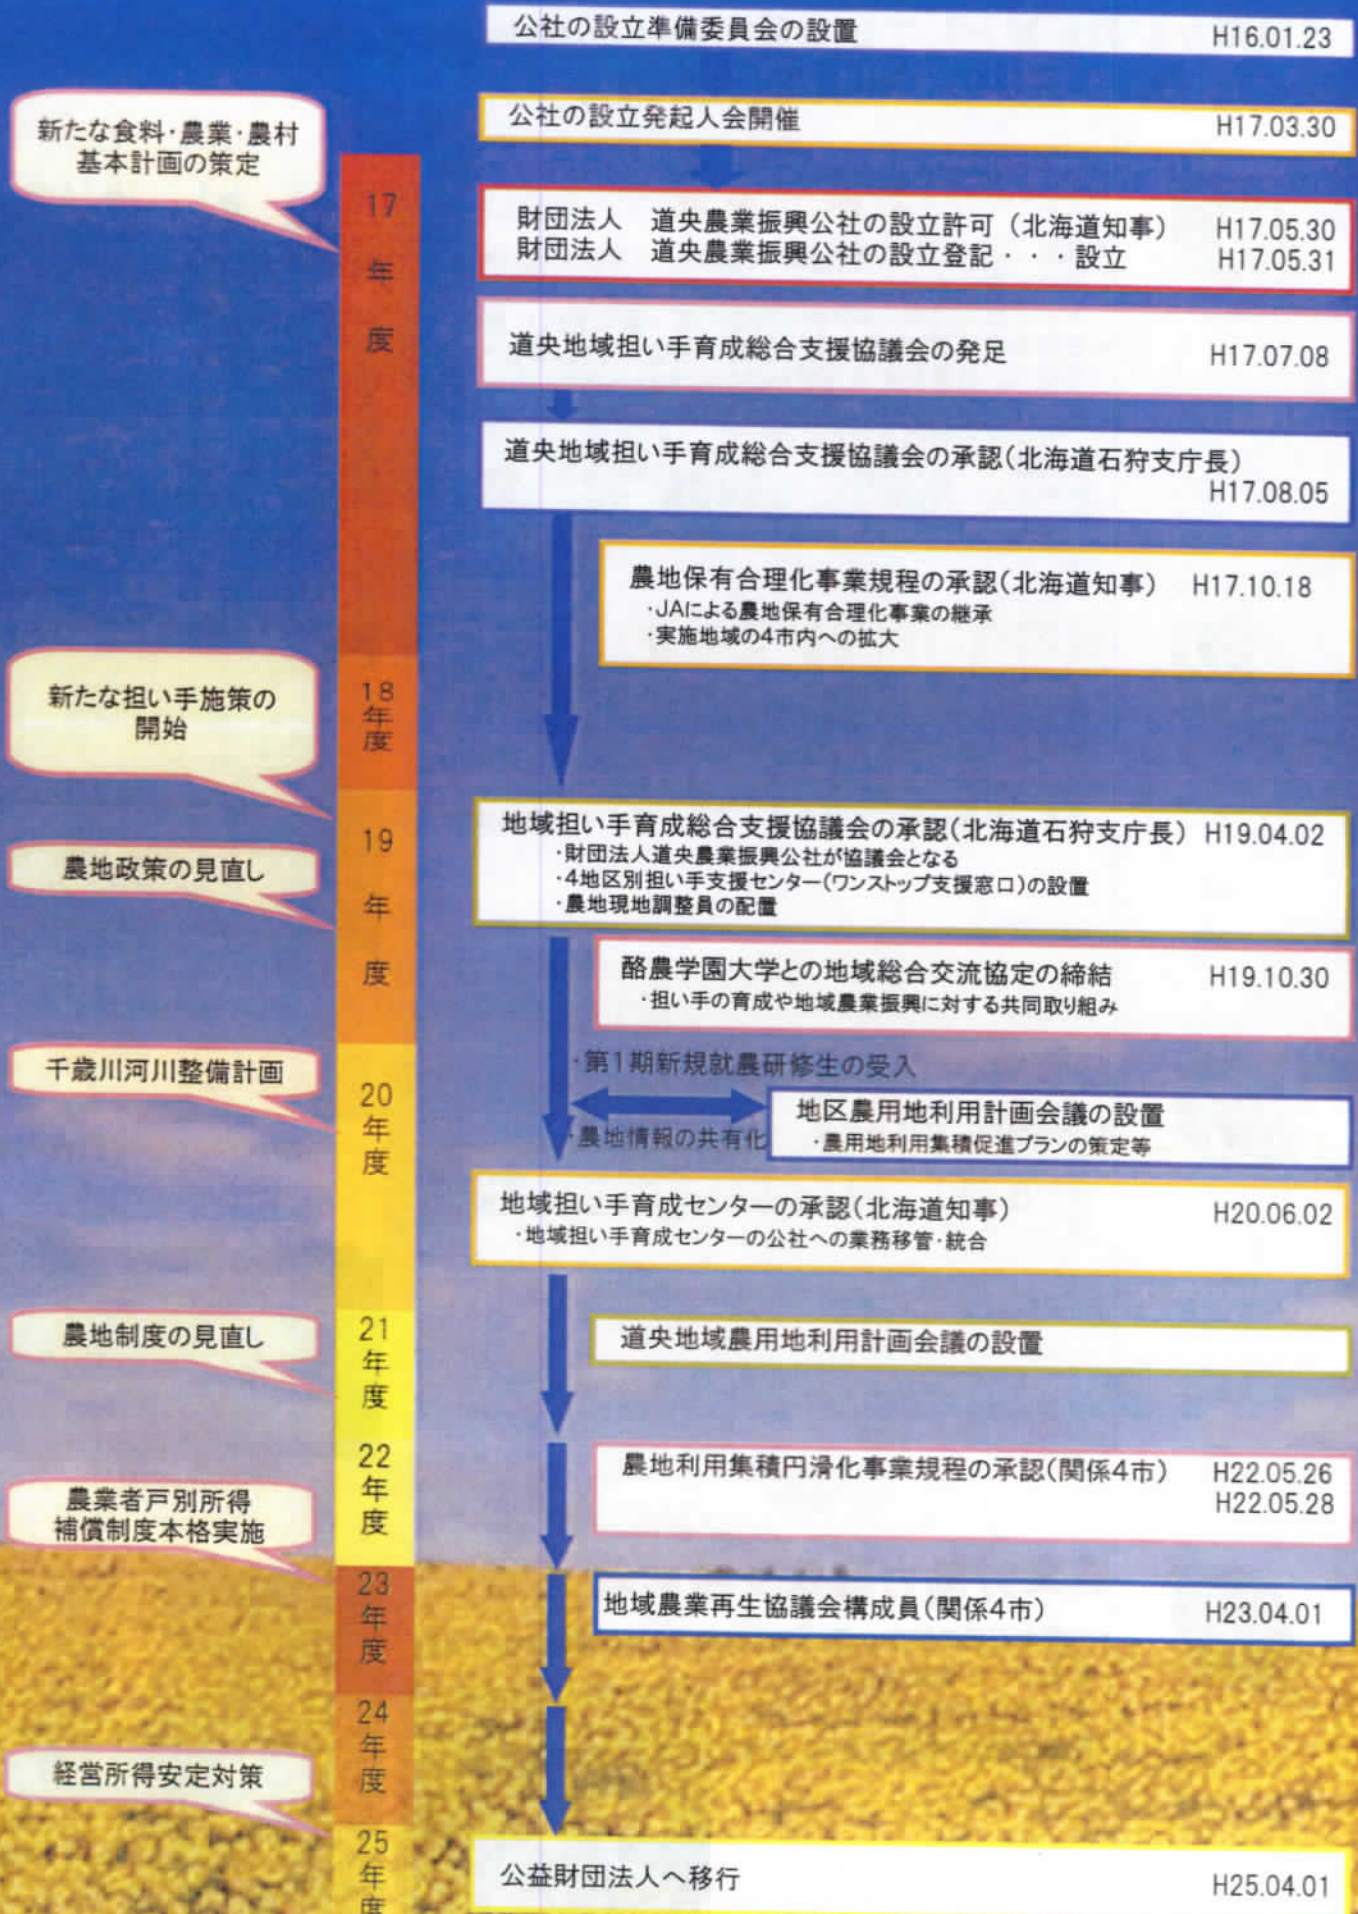 公社の設立準備委員会の設置 H16.01.23
公社の設立発起人会開催 H17.03.30
新たな食料・農業・農村
基本計画の策定
17年度
財団法人 道央農業振興公社の設立許可（北海道知事） H17.05.30
財団法人 道央農業振興公社の設立登記・・・設立 H17.05.31
道央地域担い手育成総合支援協議会の発足 H17.07.08
道央地域担い手育成総合支援協議会の承認(北海道石狩支庁長)
H17.08.05
農地保有合理化事業規程の承認(北海道知事) H17.10.18
・JAによる農地保有合理化事業の継承
・実施地域の4市内への拡大
新たな担い手施策の
開始
18年度
地域担い手育成総合支援協議会の承認(北海道石狩支庁長) H19.04.02
・財団法人道央農業振興公社が協議会となる
・4地区別担い手支援センター(ワンストップ支援窓口)の設置
・農地現地調整員の配置
19年度
農地政策の見直し
酪農学園大学との地域総合交流協定の締結 H19.10.30
・担い手の育成や地域農業振興に対する共同取り組み
千歳川河川整備計画
20年度
・第1期新規就農研修生の受入
・農地情報の共有化
地区農用地利用計画会議の設置
・農用地利用集積促進プランの策定等
地域担い手育成センターの承認(北海道知事) H20.06.02
・地域担い手育成センターの公社への業務移管・統合
農地制度の見直し
21年度
道央地域農用地利用計画会議の設置
22年度
農地利用集積円滑化事業規程の承認(関係4市) H22.05.26
H22.05.28
農業者戸別所得
補償制度本格実施
23年度
地域農業再生協議会構成員(関係4市) H23.04.01
24年度
経営所得安定対策
25年度
公益財団法人へ移行 H25.04.01